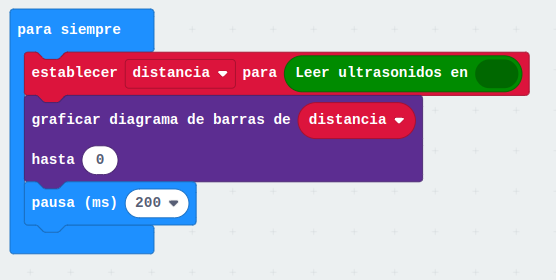 para siempre
establecer distancia para Leer ultrasonidos en
graficar diagrama de barras de distancia
hasta 0
pausa (ms) 200